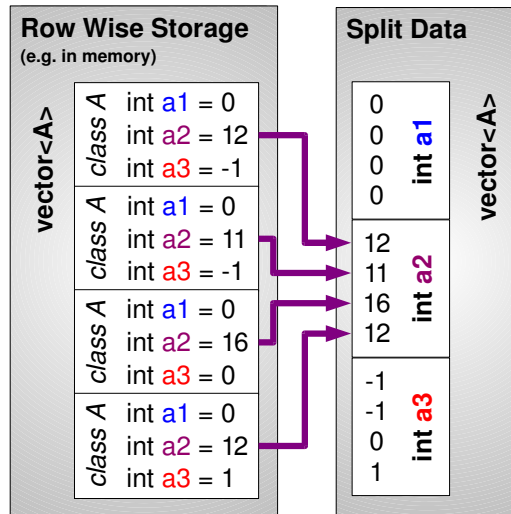 Row Wise Storage
(e.g. in memory)
vector<A>
class A
int a1 = 0
int a2 = 12
int a3 = -1
class A
int a1 = 0
int a2 = 11
int a3 = -1
class A
int a1 = 0
int a2 = 16
int a3 = 0
class A
int a1 = 0
int a2 = 12
int a3 = 1
Split Data
0
0
0
0
int a1
12
11
16
12
int a2
-1
-1
0
1
int a3
vector<A>